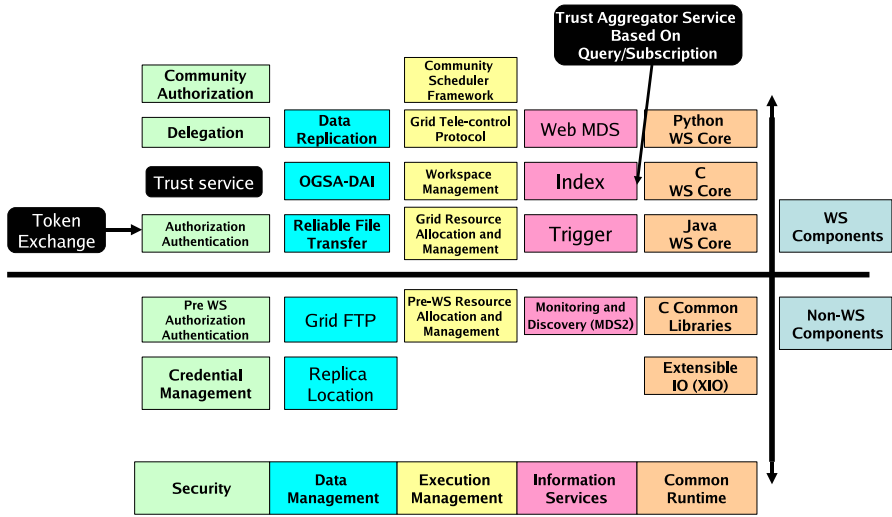 Trust Aggregator Service
Based On
Query/Subscription
Community
Authorization
Community
Scheduler
Framework
Delegation
Data
Replication
Grid Tele-control
Protocol
Web MDS
Python
WS Core
Trust service
OGSA-DAI
Workspace
Management
Index
C
WS Core
Token
Exchange
Authorization
Authentication
Reliable File
Transfer
Grid Resource
Allocation and
Management
Trigger
Java
WS Core
WS
Components
Pre WS
Authorization
Authentication
Grid FTP
Pre-WS Resource
Allocation and
Management
Monitoring and
Discovery (MDS2)
C Common
Libraries
Non-WS
Components
Credential
Management
Replica
Location
Extensible
IO (XIO)
Security
Data
Management
Execution
Management
Information
Services
Common
Runtime